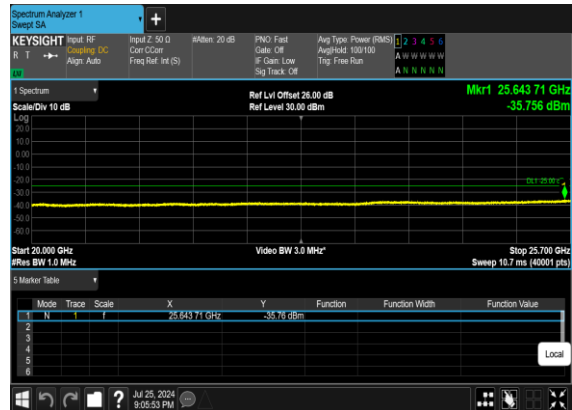 Spectrum Analyzer 1
Swept SA
+
KEYSIGHT Input: RF Input Z: 50 Ω #Atten: 20 dB PNO: Fast Avg Type: Power (RMS) 1 2 3 4 5 6
R T Coupling: DC Corr CCorr Gate: Off Avg|Hold: 100/100 A W W W W W
Align: Auto Freq Ref: Int (S) IF Gain: Low Trig: Free Run
Sig Track: Off A N N N N N
1 Spectrum Ref Lvl Offset 26.00 dB Mkr1 25.643 71 GHz
Scale/Div 10 dB Ref Level 30.00 dBm -35.756 dBm
Log
20.0
10.0
0.00
-10.0
-20.0 DL1 -25.00
-30.0
-40.0
-50.0
-60.0
Start 20.000 GHz Video BW 3.0 MHz* Stop 25.700 GHz
#Res BW 1.0 MHz Sweep 10.7 ms (40001 pts)
5 Marker Table
Mode Trace Scale X Y Function Function Width Function Value
1 N 1 f 25.643 71 GHz -35.76 dBm
2
3
4
5
6
Local
? Jul 25, 2024
9:05:53 PM